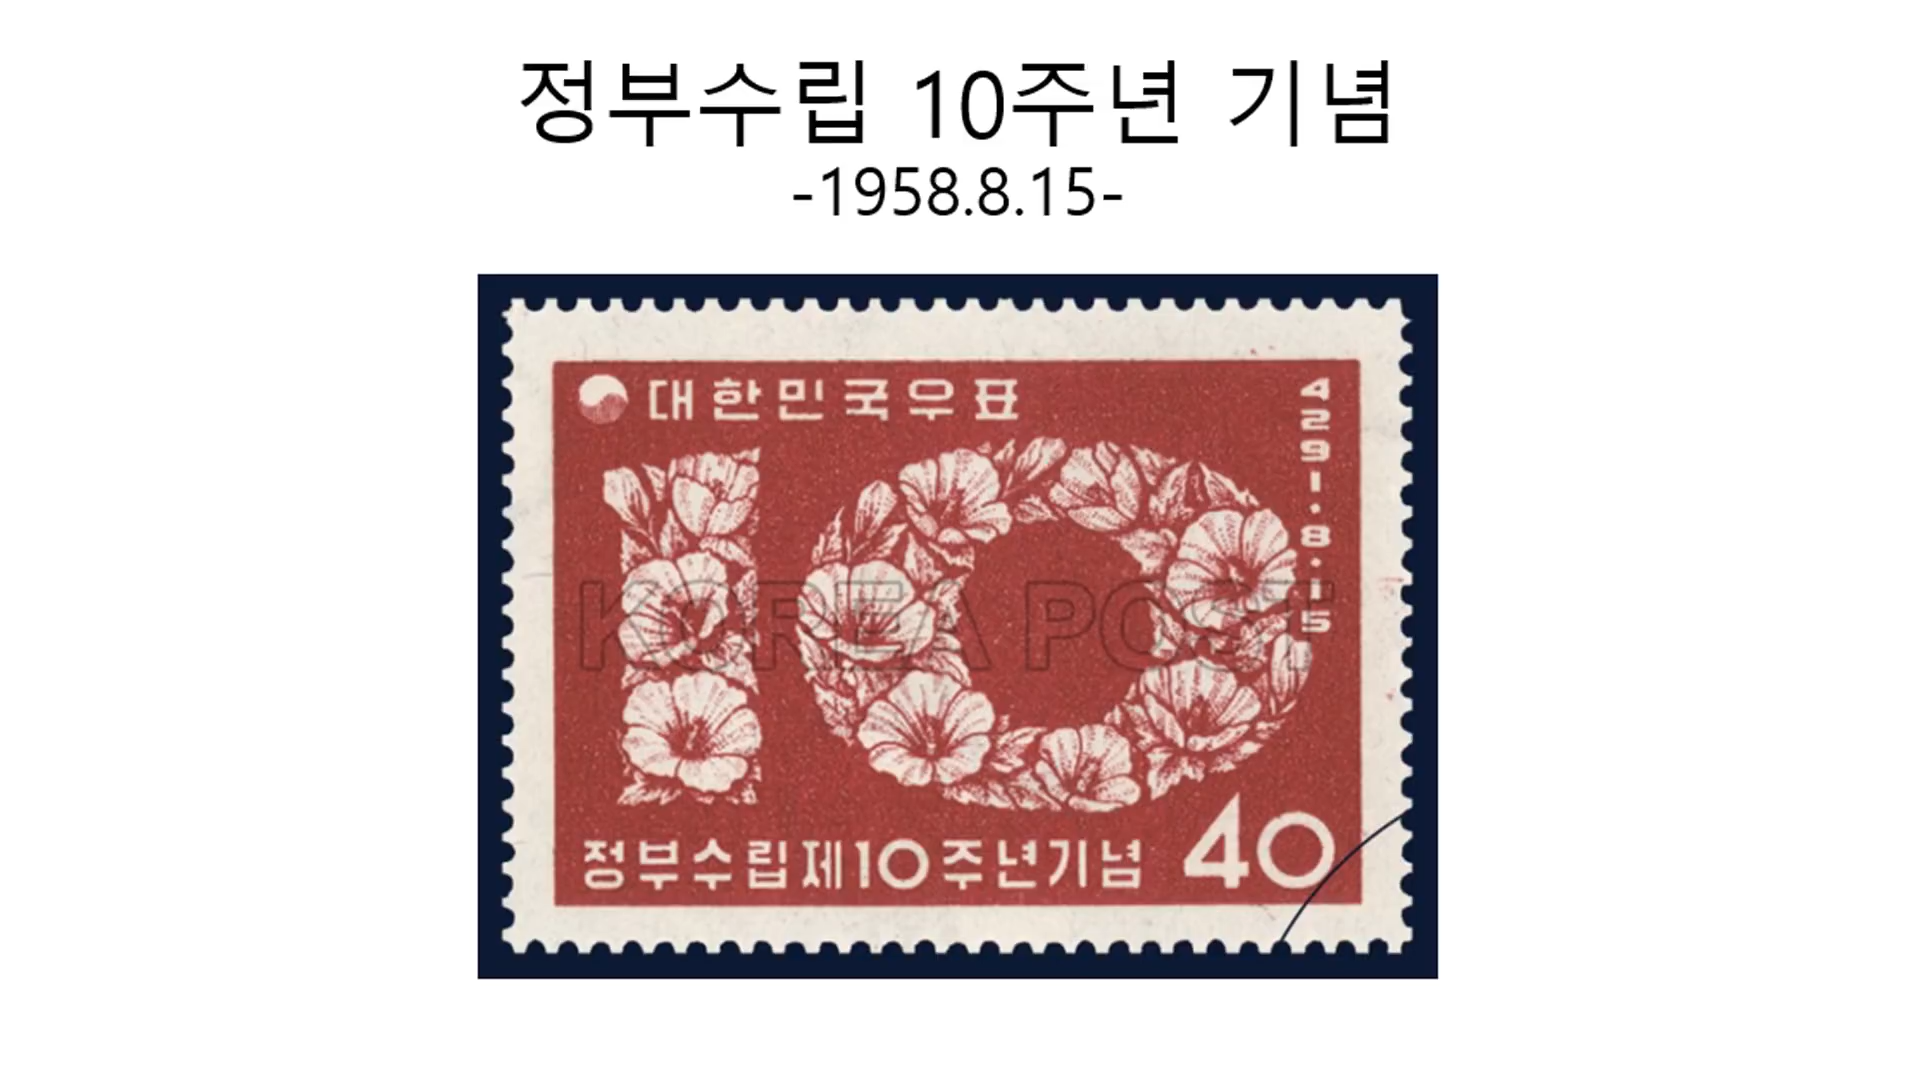 정부수립 10주년 기념
-1958.8.15-
대한민국우표
4291.8.15
KOREA POST
정부수립제10주년기념 40